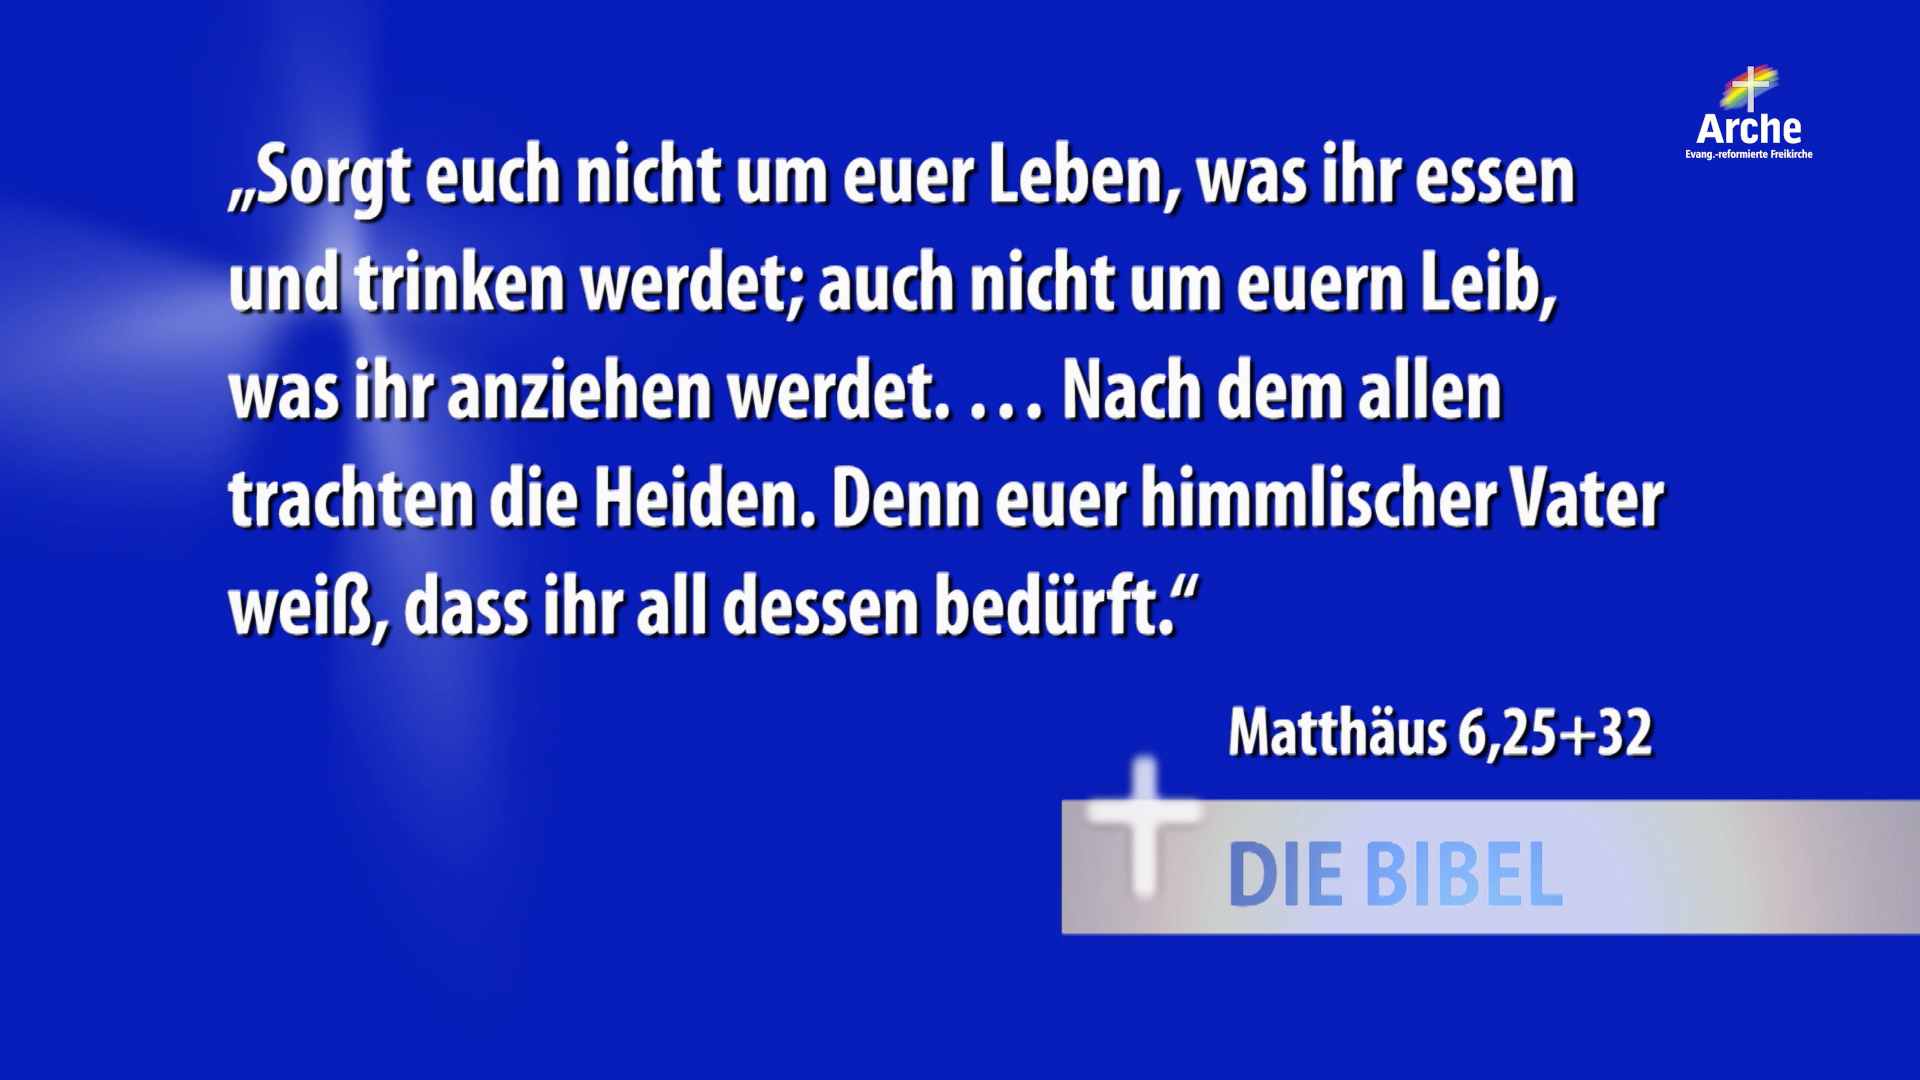 Arche
Evang.-reformierte Freikirche
„Sorgt euch nicht um euer Leben, was ihr essen
und trinken werdet; auch nicht um euern Leib,
was ihr anziehen werdet. … Nach dem allen
trachten die Heiden. Denn euer himmlischer Vater
weiß, dass ihr all dessen bedürft.“
Matthäus 6,25+32
DIE BIBEL